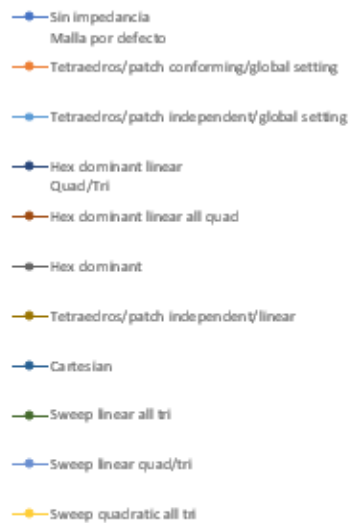 Sin impedancia
Malla por defecto
Tetraedros/patch conforming/global setting
Tetraedros/patch independent/global setting
Hex dominant linear
Quad/Tri
Hex dominant linear all quad
Hex dominant
Tetraedros/patch independent/linear
Cartesian
Sweep linear all tri
Sweep linear quad/tri
Sweep quadratic all tri